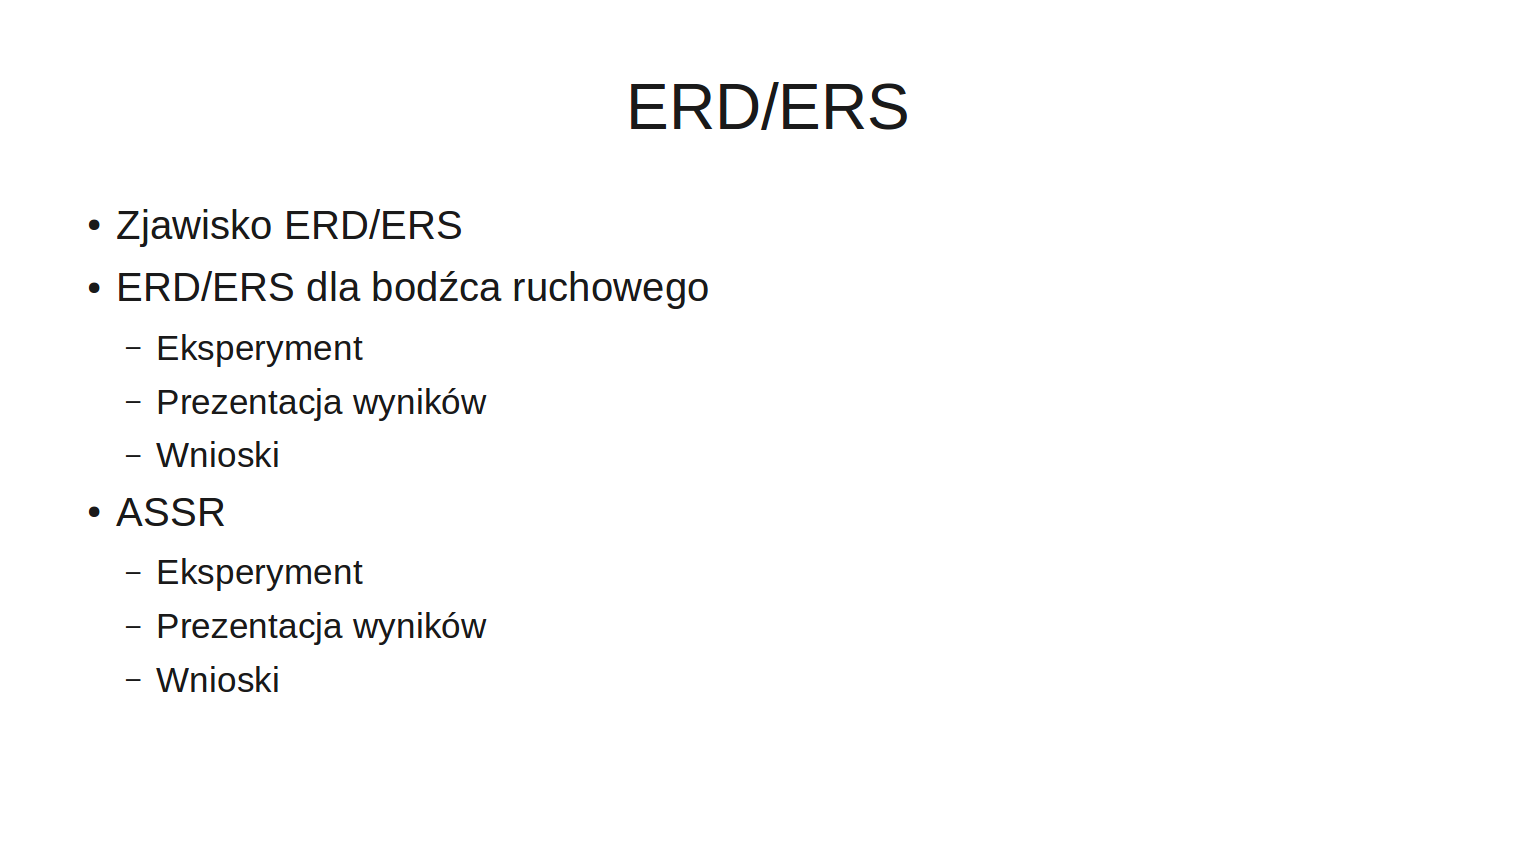 ERD/ERS
• Zjawisko ERD/ERS
• ERD/ERS dla bodźca ruchowego
– Eksperyment
– Prezentacja wyników
– Wnioski
• ASSR
– Eksperyment
– Prezentacja wyników
– Wnioski